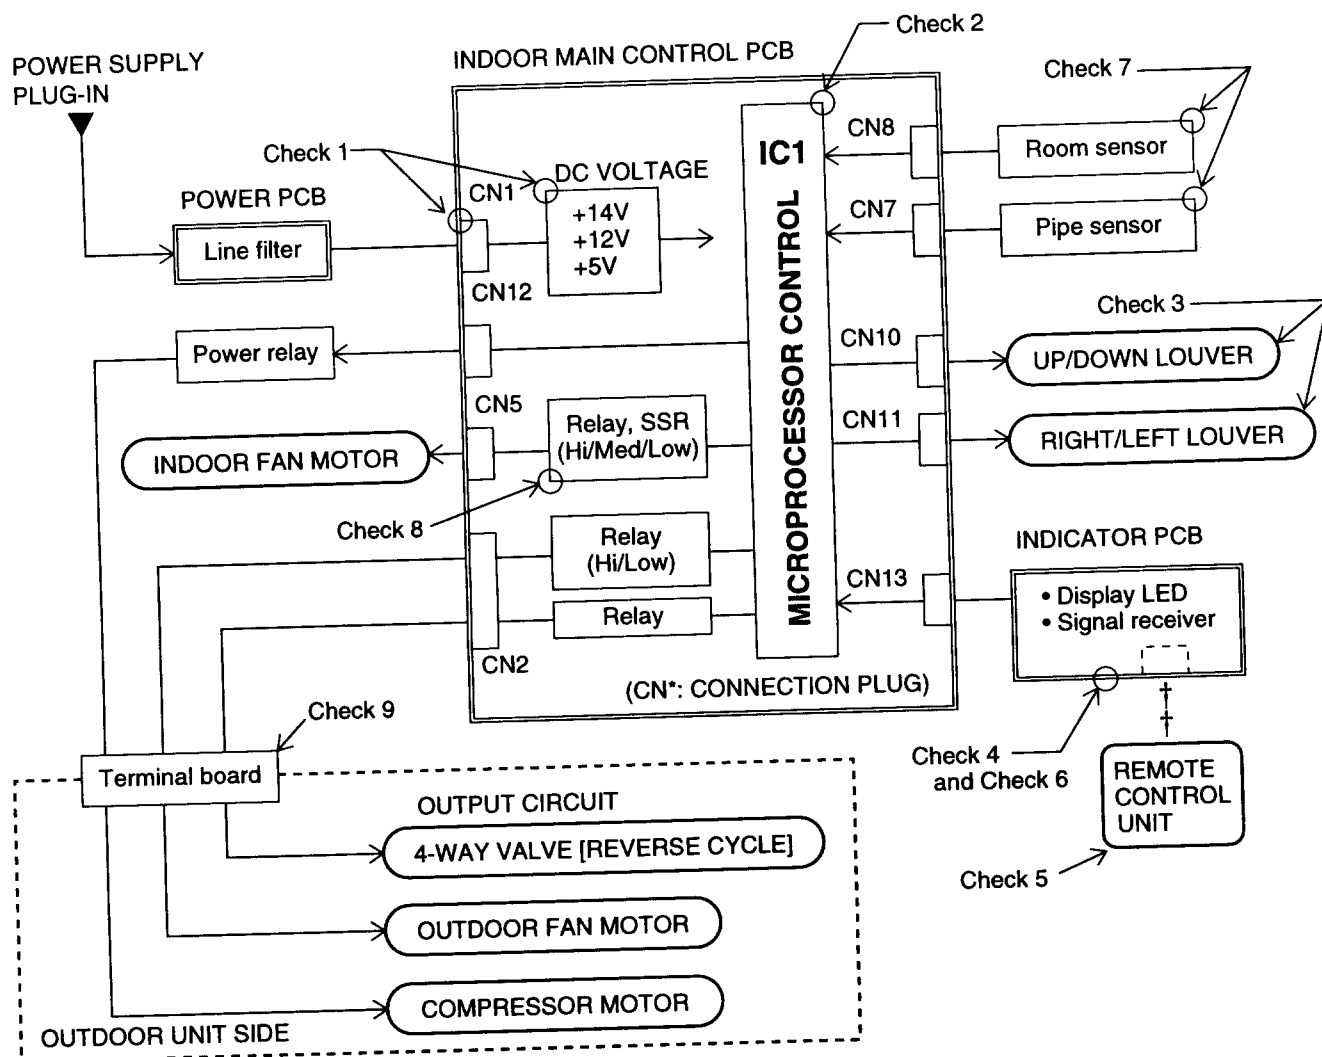 Check 2
INDOOR MAIN CONTROL PCB
POWER SUPPLY
PLUG-IN
Check 7
CN8
Room sensor
IC1
Check 1
CN1
DC VOLTAGE
POWER PCB
+14V
+12V
+5V
CN7
Pipe sensor
Line filter
CN12
Check 3
MICROPROCESSOR CONTROL
Power relay
CN10
UP/DOWN LOUVER
CN5
Relay, SSR
(Hi/Med/Low)
CN11
RIGHT/LEFT LOUVER
INDOOR FAN MOTOR
Check 8
Relay
(Hi/Low)
INDICATOR PCB
CN13
• Display LED
• Signal receiver
Relay
CN2
(CN*: CONNECTION PLUG)
Check 9
Check 4
and Check 6
REMOTE
CONTROL
UNIT
Terminal board
OUTPUT CIRCUIT
4-WAY VALVE [REVERSE CYCLE]
Check 5
OUTDOOR FAN MOTOR
COMPRESSOR MOTOR
OUTDOOR UNIT SIDE